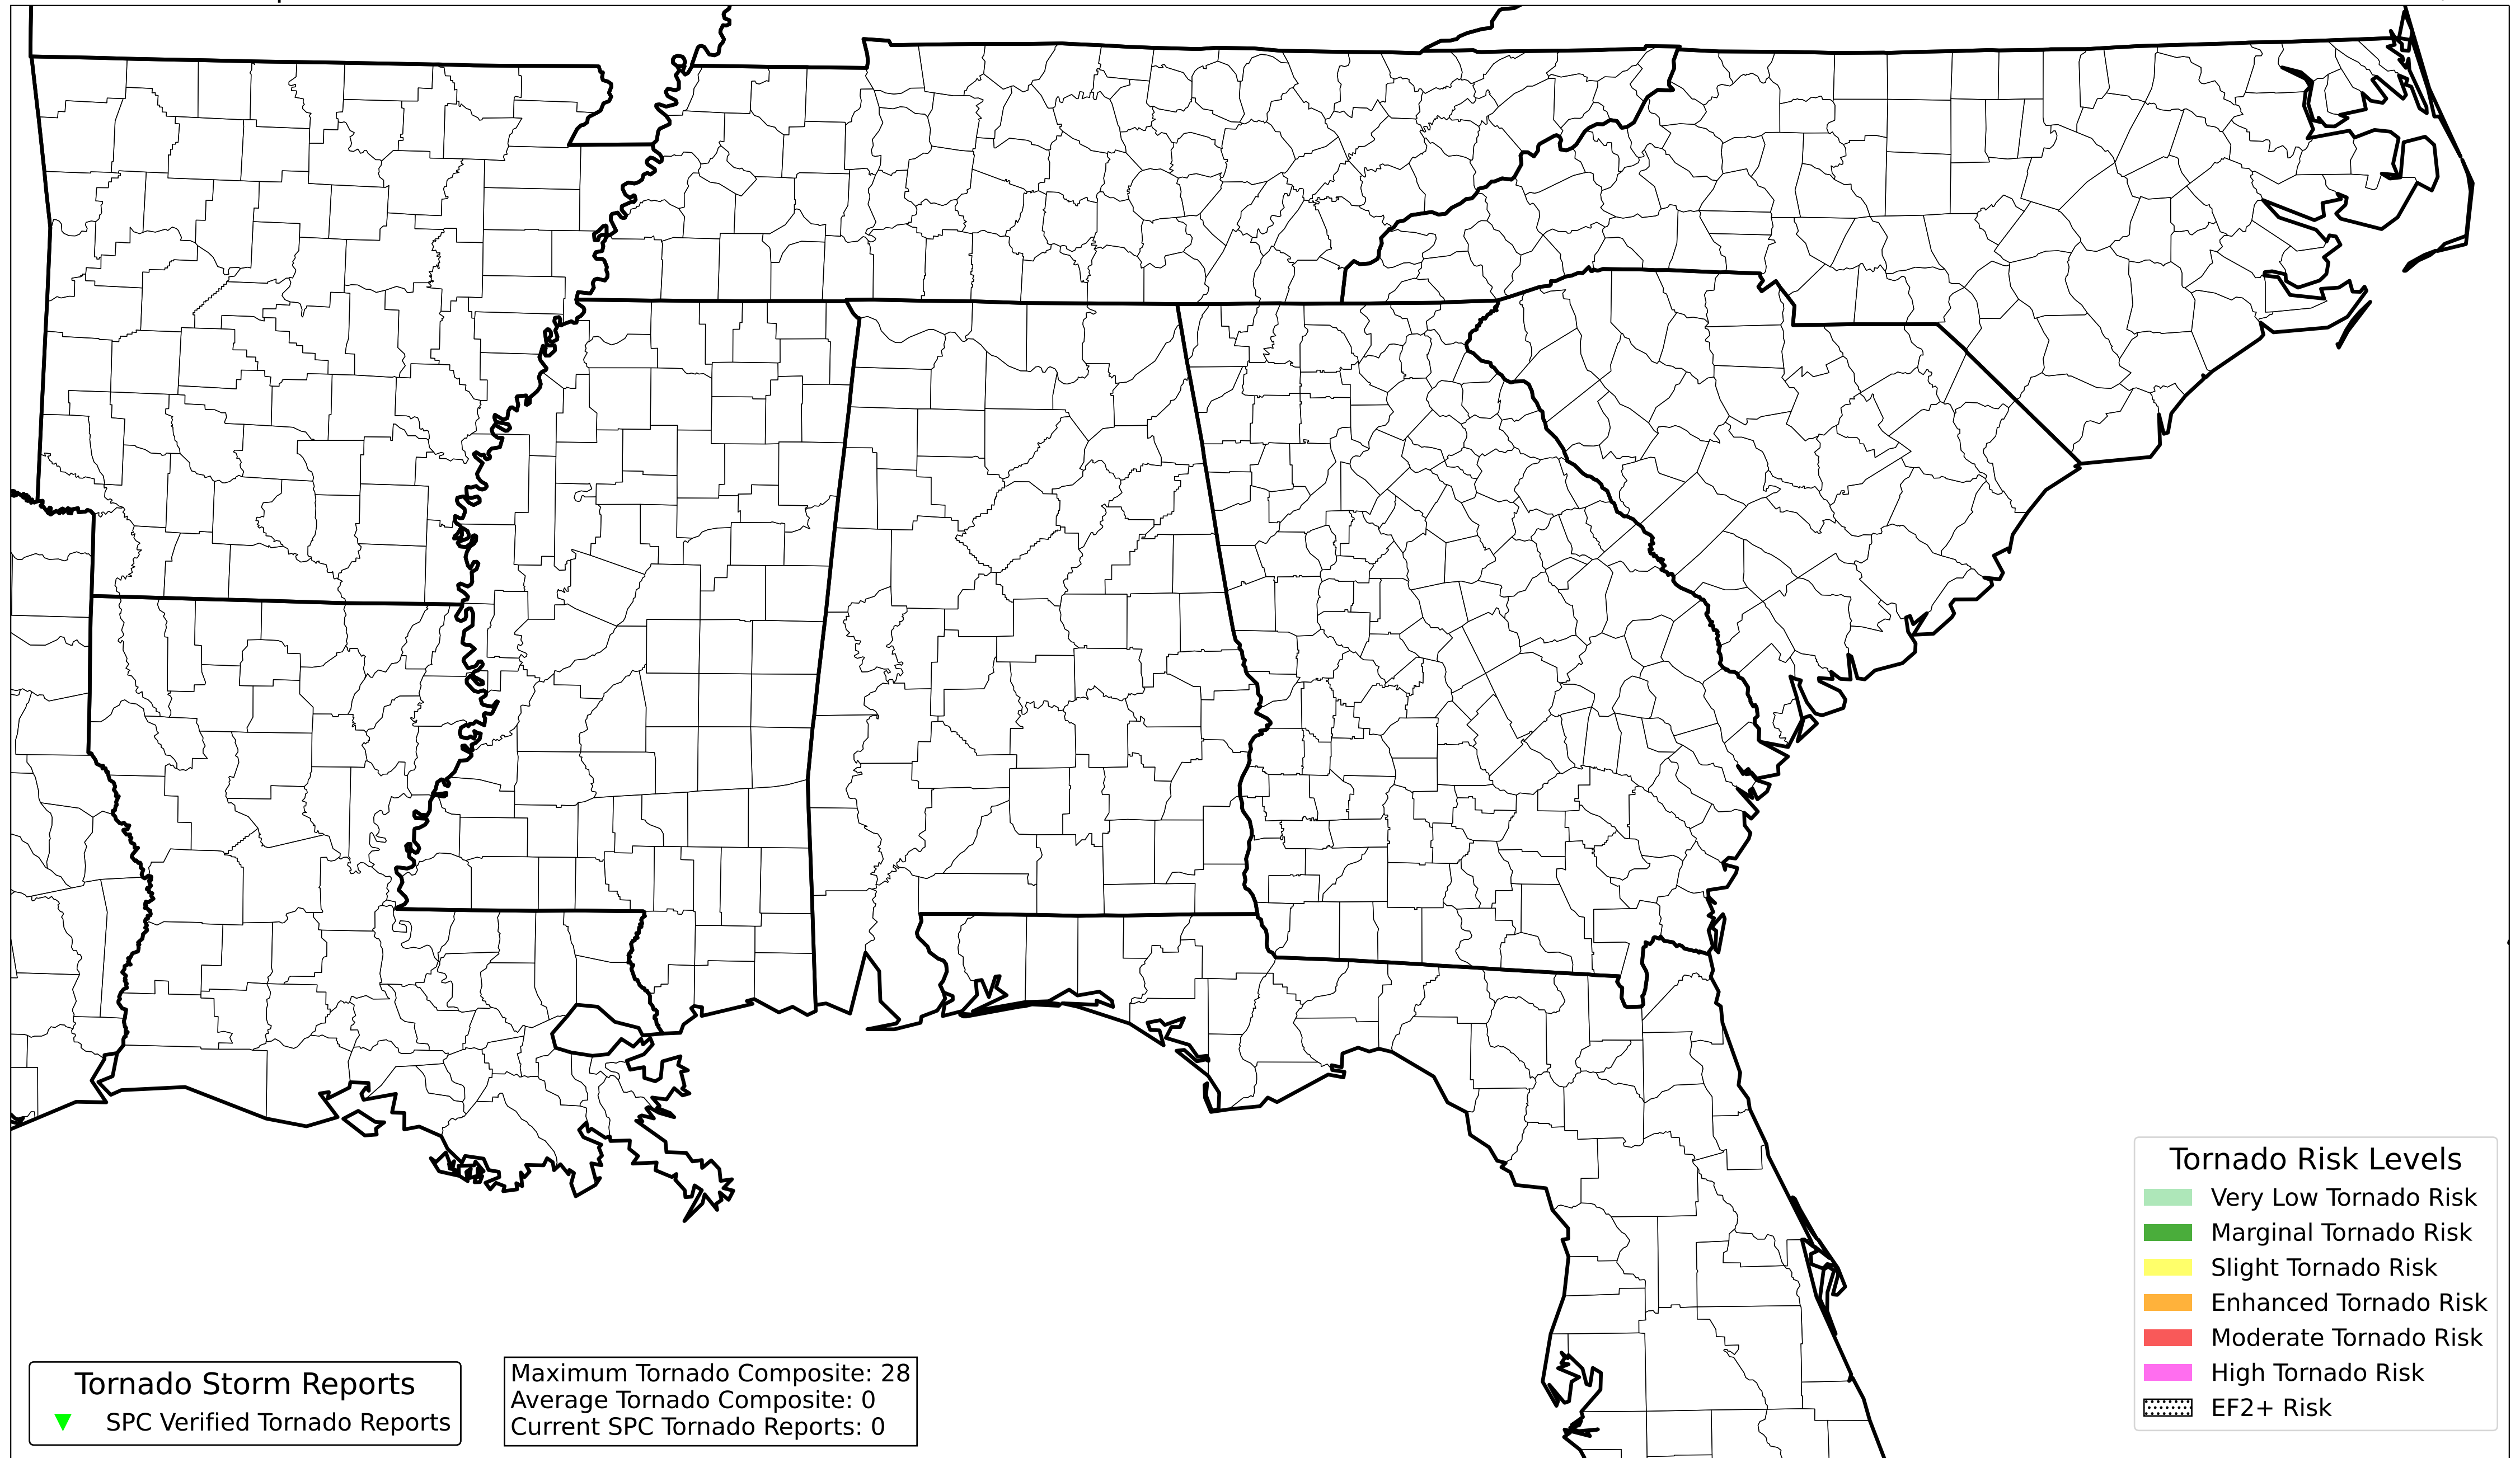 Tornado Risk Levels
Very Low Tornado Risk
Marginal Tornado Risk
Slight Tornado Risk
Enhanced Tornado Risk
Moderate Tornado Risk
High Tornado Risk
EF2+ Risk
Tornado Storm Reports
SPC Verified Tornado Reports
Maximum Tornado Composite: 28
Average Tornado Composite: 0
Current SPC Tornado Reports: 0